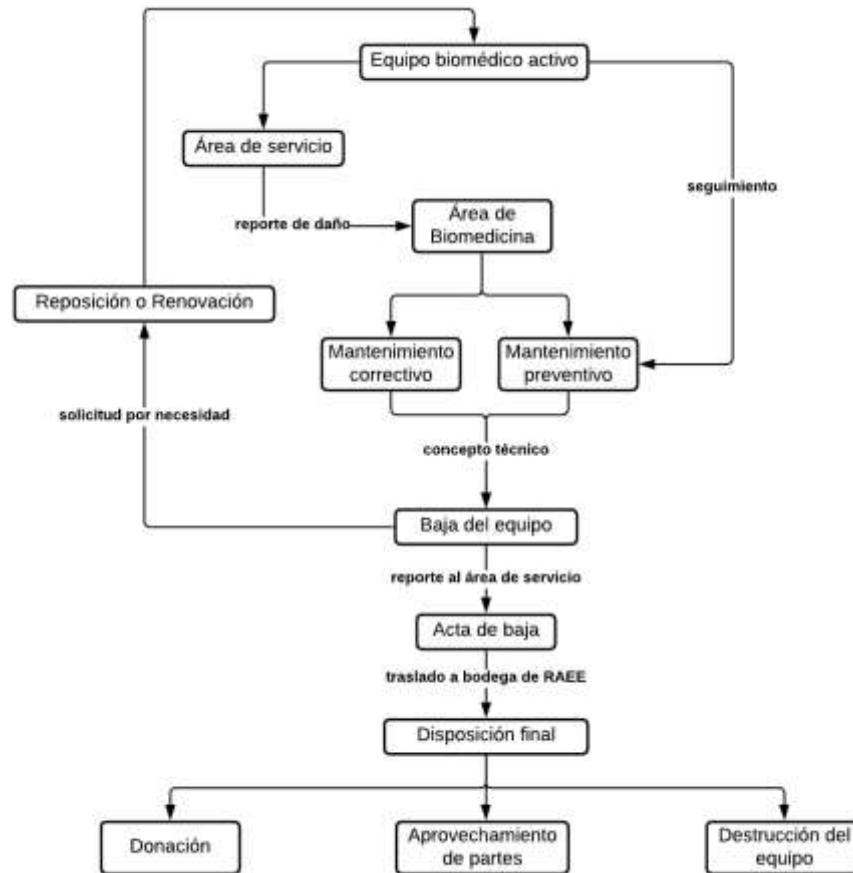 Equipo biomédico activo
Área de servicio
seguimiento
Área de
Biomedicina
reporte de daño
Reposición o Renovación
Mantenimiento
correctivo
Mantenimiento
preventivo
solicitud por necesidad
concepto técnico
Baja del equipo
reporte al área de servicio
Acta de baja
traslado a bodega de RAEE
Disposición final
Donación
Aprovechamiento
de partes
Destrucción del
equipo